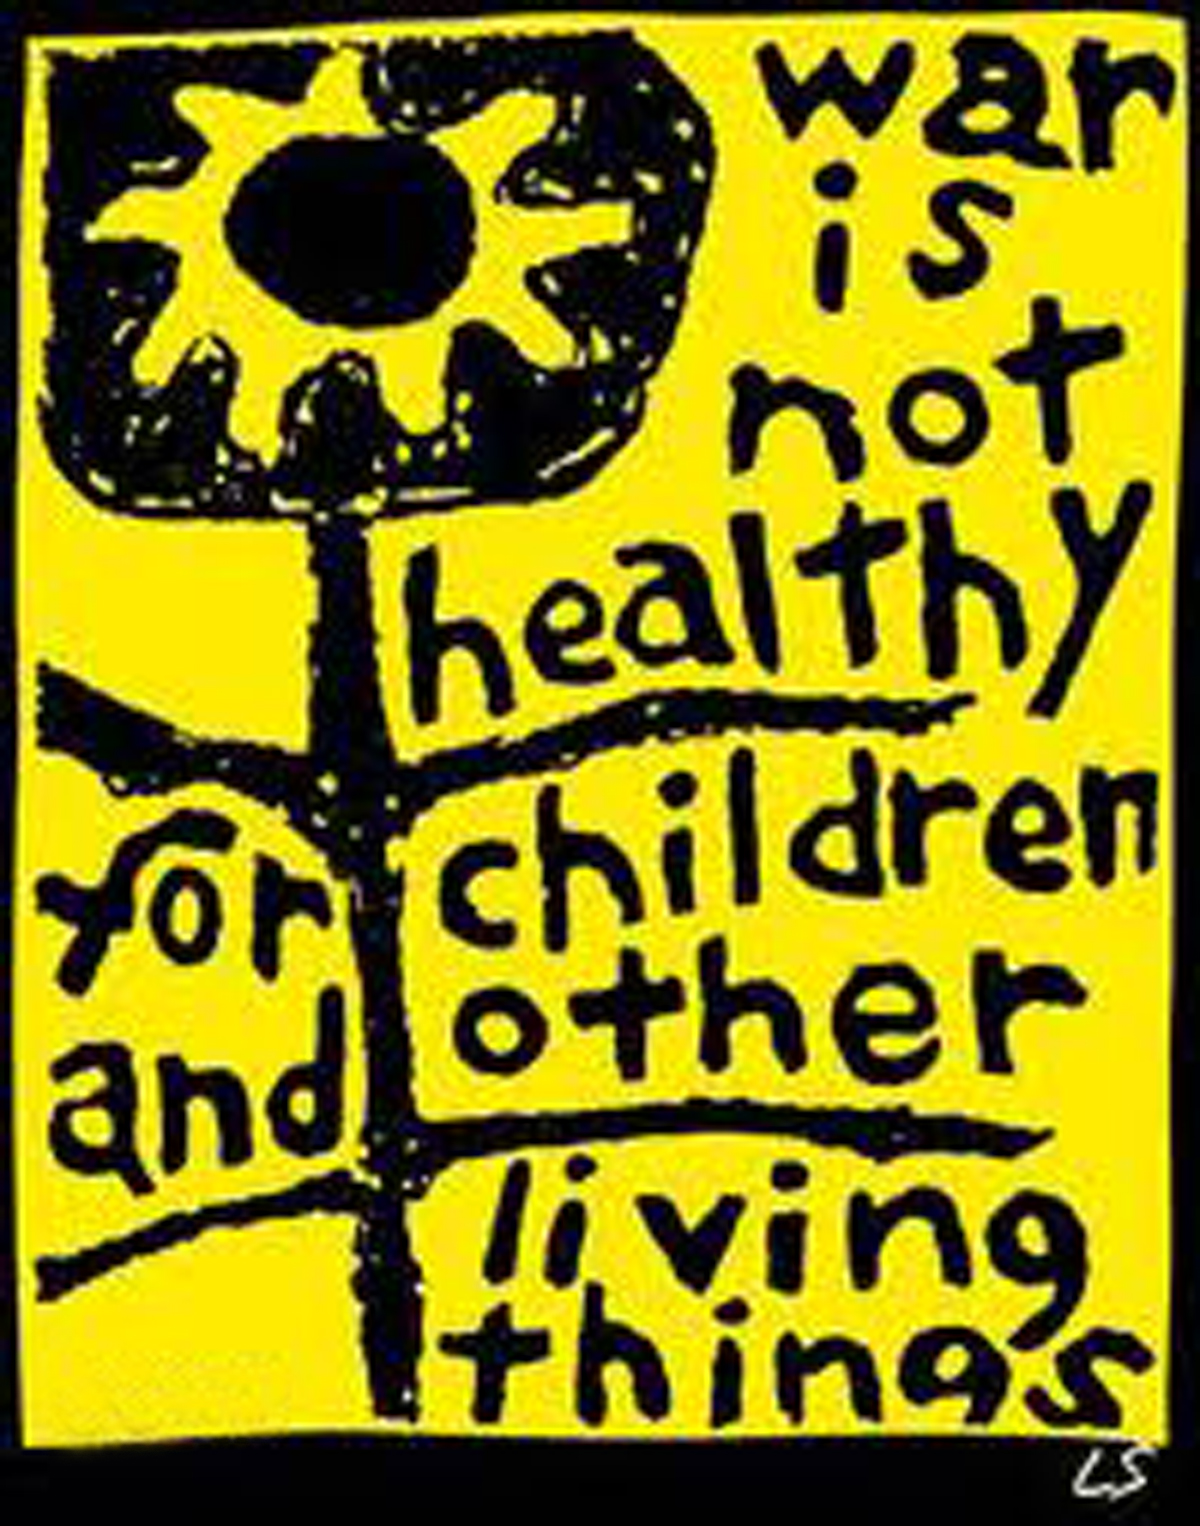 war
is
not
healthy
for children
and other
living
things
LS